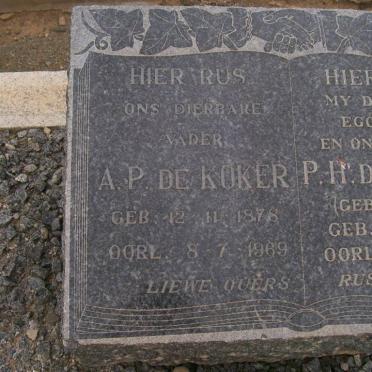 HIER RUS
ONS DIERBARE
VADER
A.P. DE KOKER
GEB. 12. 11. 1878
OORL. 8. 7. 1969
LIEWE OUERS
HIER
MY D
EGG
EN ON
P.H. D
(GEB
GEB.
OORL
RUS